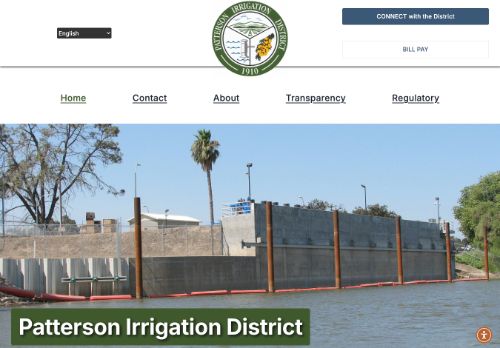 English
PATTERSON IRRIGATION DISTRICT
1910
CONNECT with the District
BILL PAY
Home
Contact
About
Transparency
Regulatory
Patterson Irrigation District